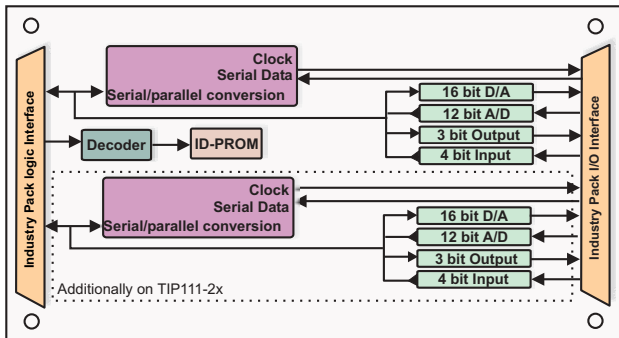 Industry Pack logic Interface
Clock
Serial Data
Serial/parallel conversion
16 bit D/A
12 bit A/D
3 bit Output
4 bit Input
Decoder
ID-PROM
Clock
Serial Data
Serial/parallel conversion
16 bit D/A
12 bit A/D
3 bit Output
4 bit Input
Additionally on TIP111-2x
Industry Pack I/O Interface